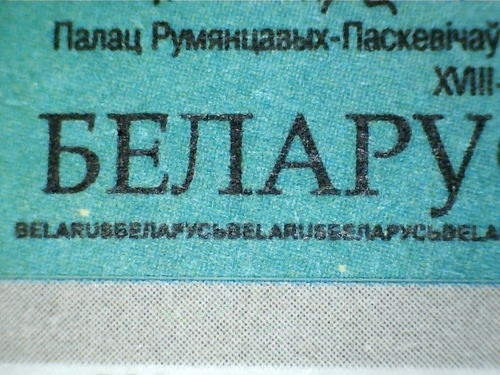 Палац Румянцавых-Паскевічаў
XVIII-
БЕЛАРУ
BELARUSБЕЛАРУСЬBELARUSБЕЛАРУСЬBELA